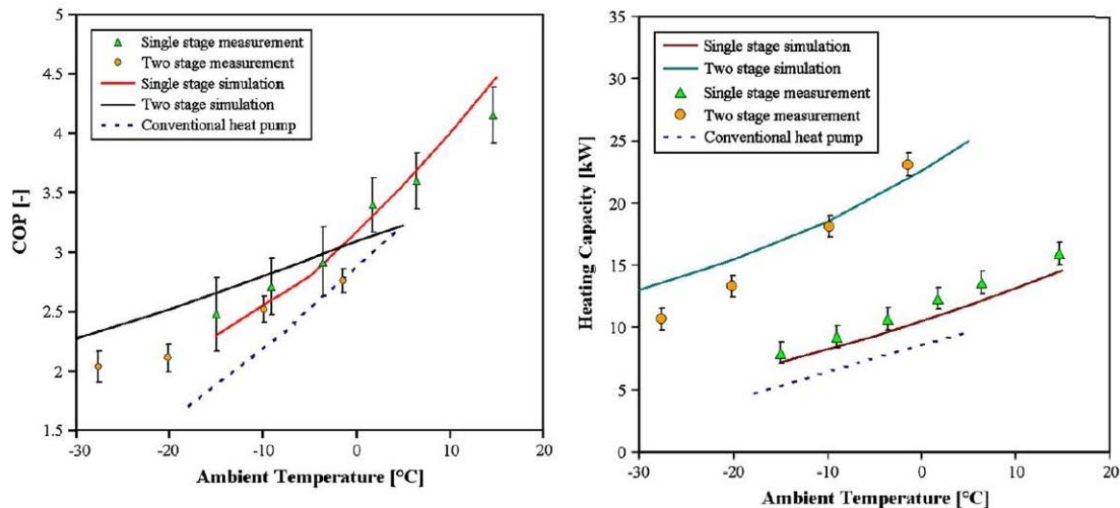 5
4.5
4
3.5
3
2.5
2
1.5
COP [-]
Single stage measurement
Two stage measurement
Single stage simulation
Two stage simulation
Conventional heat pump
-30 -20 -10 0 10 20
Ambient Temperature [°C]
35
30
25
20
15
10
5
0
Heating Capacity [kW]
Single stage simulation
Two stage simulation
Single stage measurement
Two stage measurement
Conventional heat pump
-30 -20 -10 0 10 20
Ambient Temperature [°C]